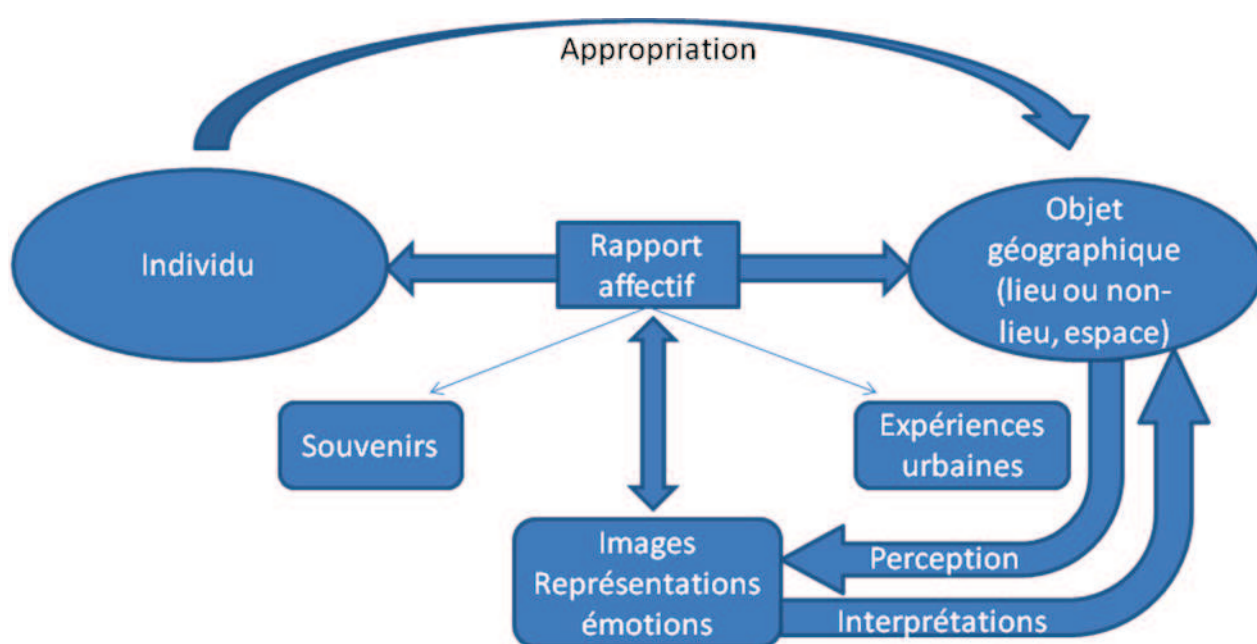 Appropriation
Individu
Rapport
affectif
Objet
géographique
(lieu ou non-
lieu, espace)
Souvenirs
Expériences
urbaines
Images
Représentations
émotions
Perception
Interprétations